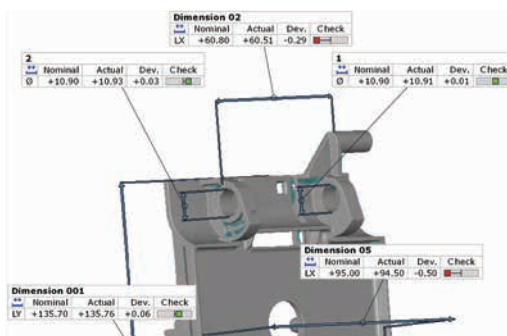 Dimension 02
Nominal Actual Dev. Check
LX +60.80 +60.51 -0.29
2
Nominal Actual Dev. Check
Ø +10.90 +10.93 +0.03
1
Nominal Actual Dev. Check
Ø +10.90 +10.91 +0.01
Dimension 05
Nominal Actual Dev. Check
LX +95.00 +94.50 -0.50
Dimension 001
Nominal Actual Dev. Check
LY +135.70 +135.76 +0.06